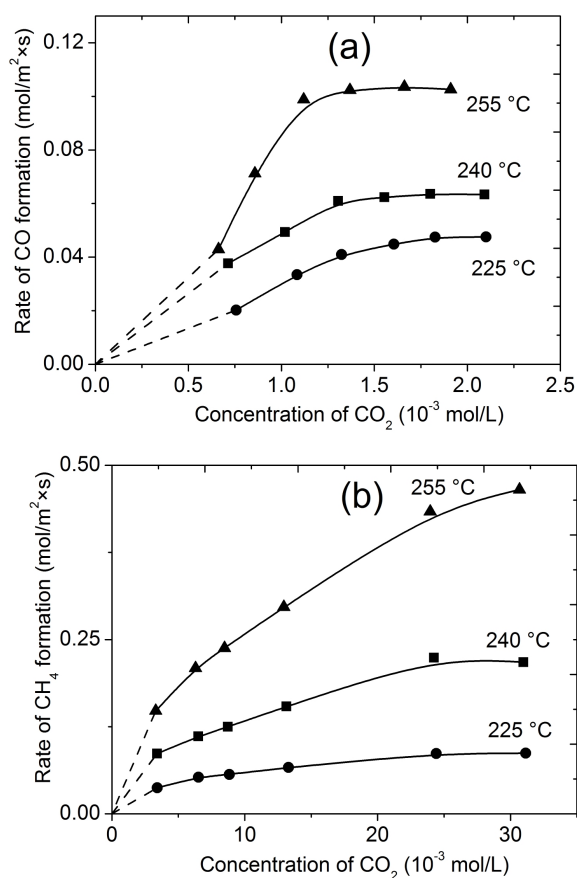 (a)
Rate of CO formation (mol/m²×s)
0.12
0.08
0.04
0.00
255 °C
240 °C
225 °C
0.0
0.5
1.0
1.5
2.0
2.5
Concentration of CO₂ (10⁻³ mol/L)
(b)
Rate of CH₄ formation (mol/m²×s)
0.50
0.25
0.00
255 °C
240 °C
225 °C
0
10
20
30
Concentration of CO₂ (10⁻³ mol/L)